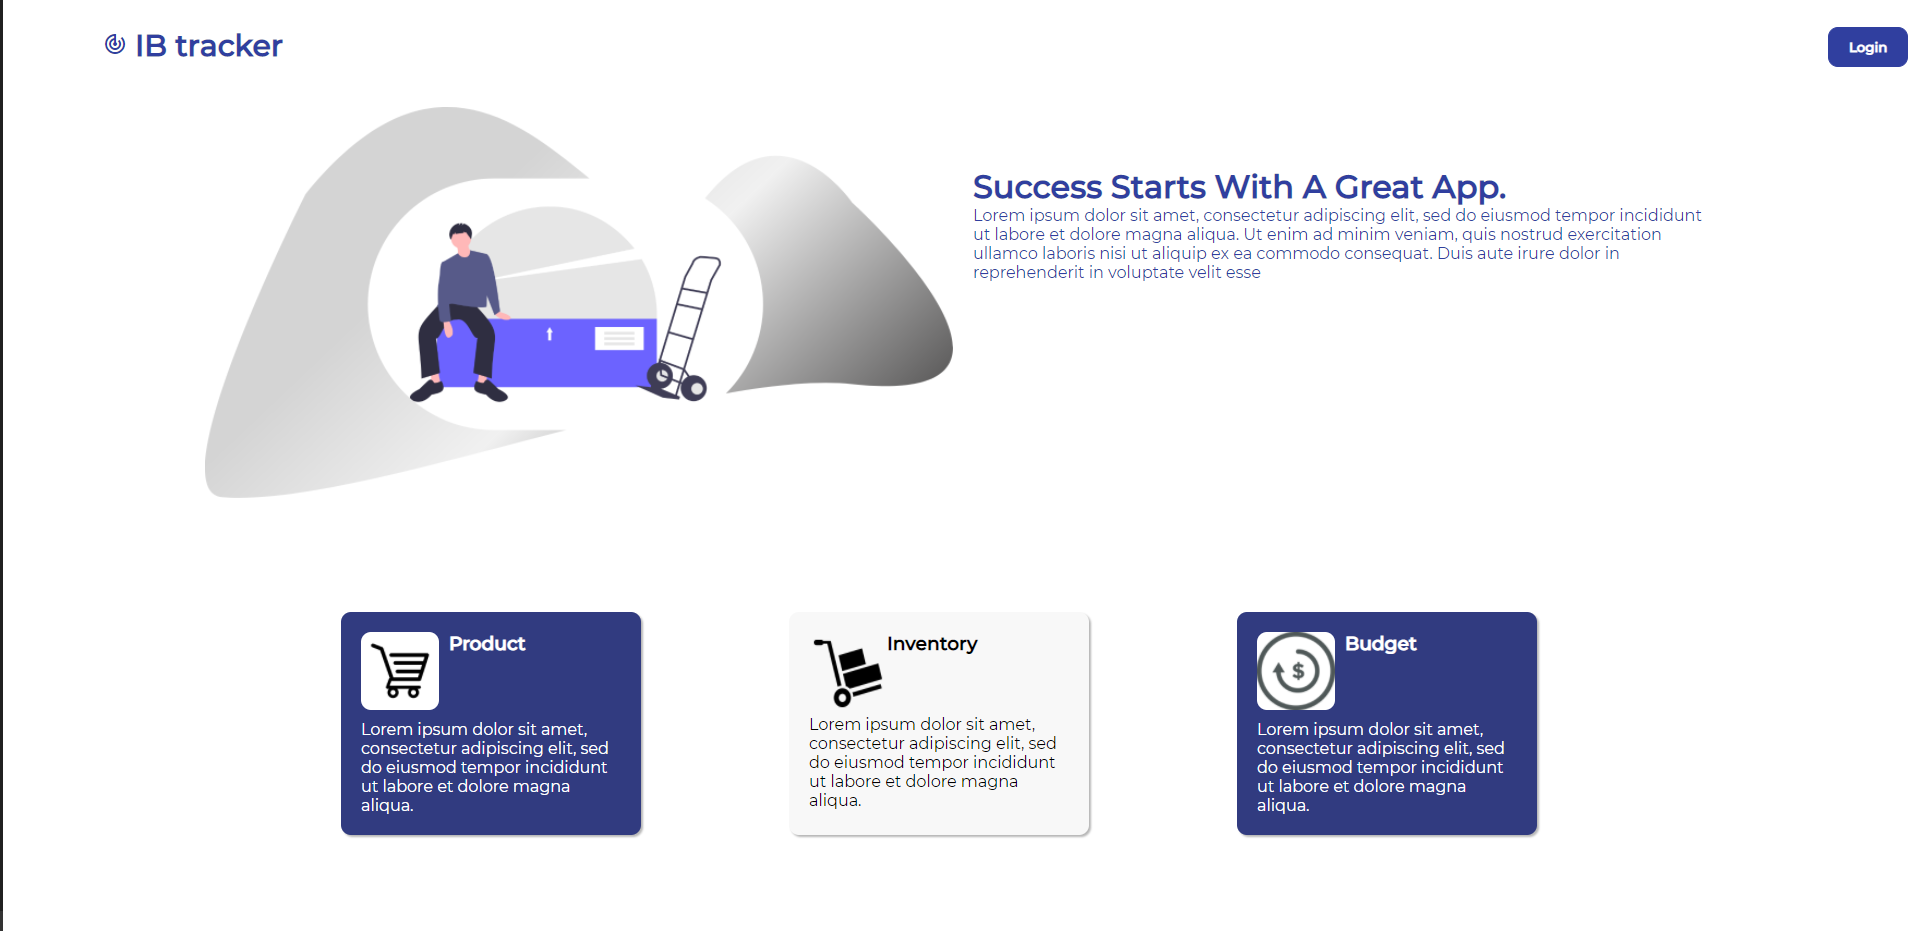 IB tracker
Login
Success Starts With A Great App.
Lorem ipsum dolor sit amet, consectetur adipiscing elit, sed do eiusmod tempor incididunt
ut labore et dolore magna aliqua. Ut enim ad minim veniam, quis nostrud exercitation
ullamco laboris nisi ut aliquip ex ea commodo consequat. Duis aute irure dolor in
reprehenderit in voluptate velit esse
Product
Lorem ipsum dolor sit amet,
consectetur adipiscing elit, sed
do eiusmod tempor incididunt
ut labore et dolore magna
aliqua.
Inventory
Lorem ipsum dolor sit amet,
consectetur adipiscing elit, sed
do eiusmod tempor incididunt
ut labore et dolore magna
aliqua.
$
Budget
Lorem ipsum dolor sit amet,
consectetur adipiscing elit, sed
do eiusmod tempor incididunt
ut labore et dolore magna
aliqua.